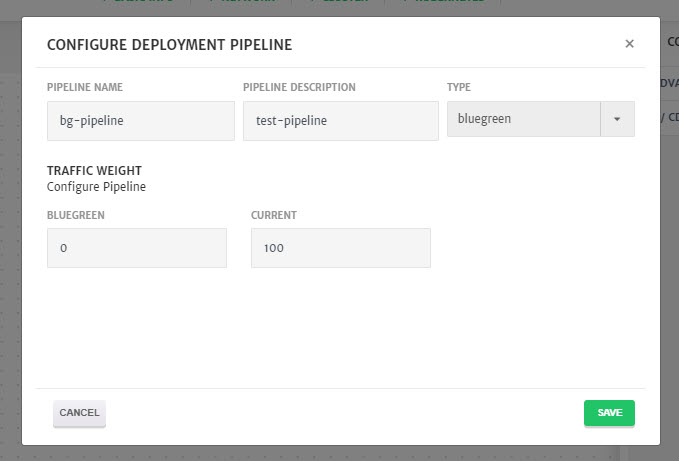 CONFIGURE DEPLOYMENT PIPELINE
×
PIPELINE NAME
PIPELINE DESCRIPTION
TYPE
bg-pipeline
test-pipeline
bluegreen
TRAFFIC WEIGHT
Configure Pipeline
BLUEGREEN
CURRENT
0
100
CANCEL
SAVE